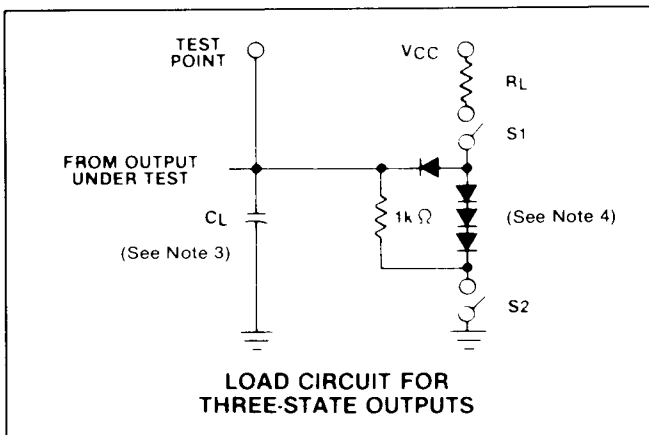 TEST
POINT
VCC
RL
S1
FROM OUTPUT
UNDER TEST
CL
(See Note 3)
1k Ω
(See Note 4)
S2
LOAD CIRCUIT FOR
THREE-STATE OUTPUTS